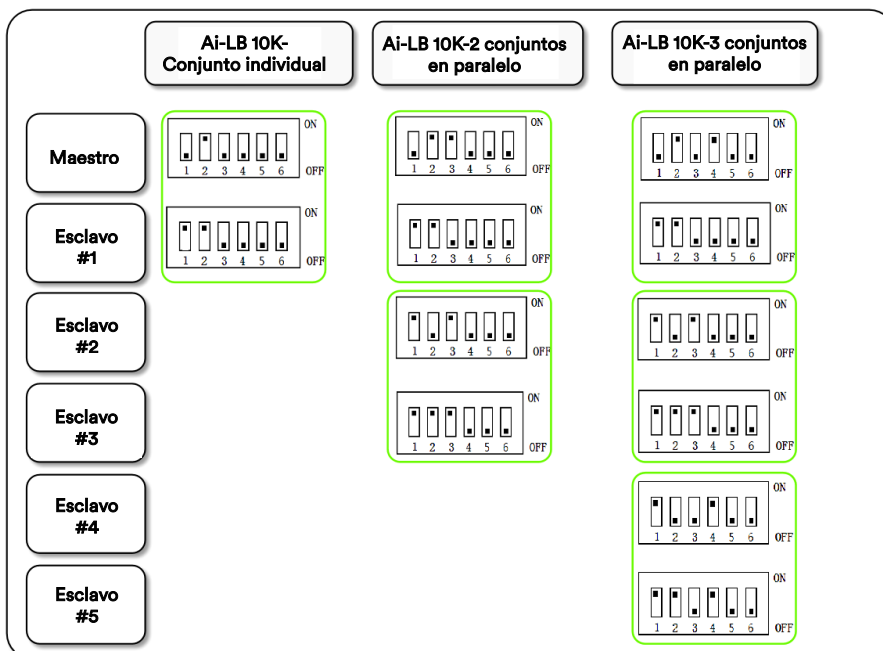 Ai-LB 10K-
Conjunto individual
Ai-LB 10K-2 conjuntos
en paralelo
Ai-LB 10K-3 conjuntos
en paralelo
Maestro
ON
1 2 3 4 5 6 OFF
ON
1 2 3 4 5 6 OFF
ON
1 2 3 4 5 6 OFF
Esclavo
#1
ON
1 2 3 4 5 6 OFF
ON
1 2 3 4 5 6 OFF
ON
1 2 3 4 5 6 OFF
Esclavo
#2
ON
1 2 3 4 5 6 OFF
ON
1 2 3 4 5 6 OFF
Esclavo
#3
ON
1 2 3 4 5 6 OFF
ON
1 2 3 4 5 6 OFF
Esclavo
#4
ON
1 2 3 4 5 6 OFF
Esclavo
#5
ON
1 2 3 4 5 6 OFF